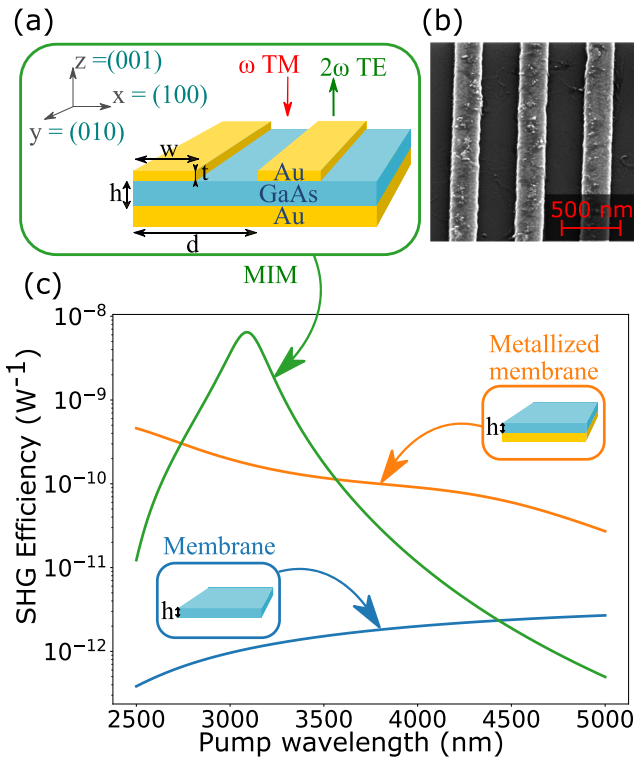 (a)
(b)
z =(001)
x = (100)
y = (010)
ω TM
2ω TE
w
t
h
Au
GaAs
Au
d
500 nm
MIM
(c)
SHG Efficiency (W⁻¹)
10⁻⁸
10⁻⁹
10⁻¹⁰
10⁻¹¹
10⁻¹²
Metallized
membrane
h
Membrane
h
2500
3000
3500
4000
4500
5000
Pump wavelength (nm)